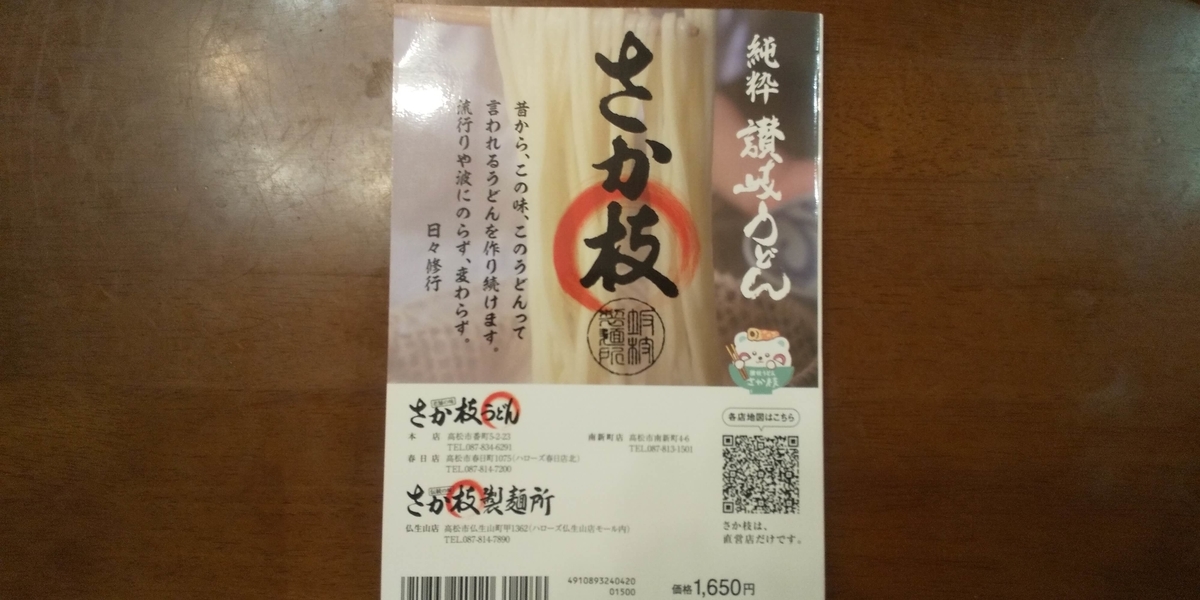 純粋 讃岐うどん
さか枝
坂枝
製麺所
昔から、この味、このうどんって
言われるうどんを作り続けます。
流行りや波にのらず、変わらず。
日々修行
さか枝
さか枝うどん
本店 高松市番町5-2-23
TEL.087-834-6291
南新町店 高松市南新町4-6
TEL.087-813-1501
春日店 高松市春日町1075(ハローズ春日店北)
TEL.087-814-7200
さか枝製麺所
仏生山店 高松市仏生山町甲1362(ハローズ仏生山店モール内)
TEL.087-814-7890
各店地図はこちら
さか枝は、
直営店だけです。
4910893240420
01500
価格1,650円